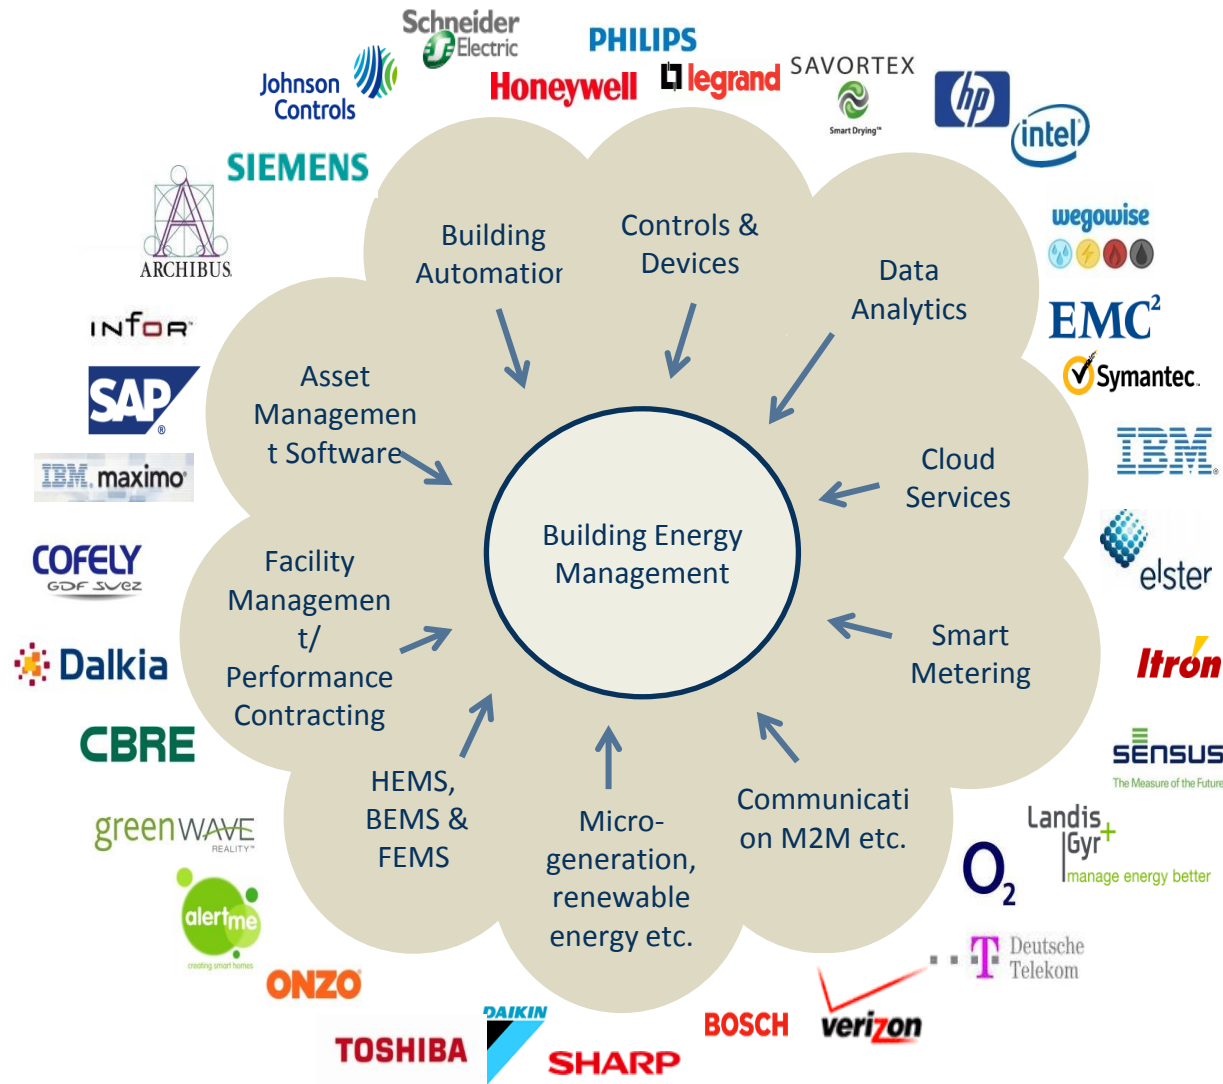 Schneider
Electric
PHILIPS
Johnson
Controls
Honeywell
legrand
SAVORTEX
Smart Drying™
hp
intel
SIEMENS
ARCHIBUS
wegowise
INFOR™
EMC²
SAP
®
Symantec.
IBM. maximo®
IBM®
COFELY
GDF SUEZ
elster
Dalkia
Itrón
CBRE
sensus
The Measure of the Future
greenWAVE
REALITY™
Landis
Gyr+
manage energy better
O2
alertme
creating smart homes
Deutsche
Telekom
T
ONZO
DAIKIN
BOSCH
verizon
TOSHIBA
SHARP
Building
Automation
Controls &
Devices
Data
Analytics
Asset
Managemen
t Software
Cloud
Services
Building Energy
Management
Facility
Managemen
t/
Performance
Contracting
Smart
Metering
HEMS,
BEMS &
FEMS
Micro-
generation,
renewable
energy etc.
Communicati
on M2M etc.